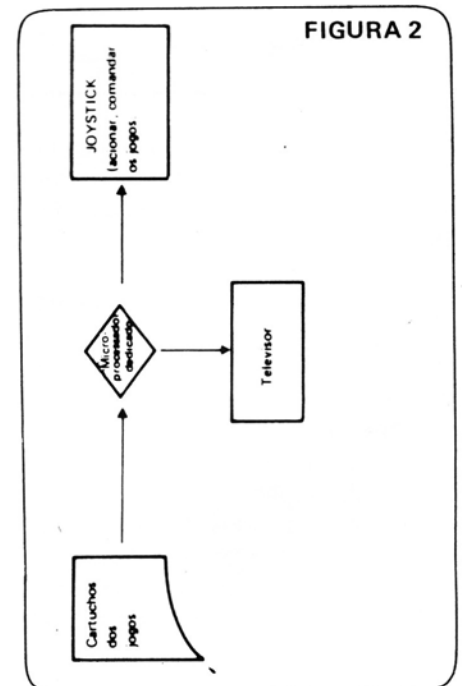 FIGURA 2
JOYSTICK
(acionar, comandar
os jogos
Micro-
processador
dedicado
Televisor
Cartuchos
dos
jogos